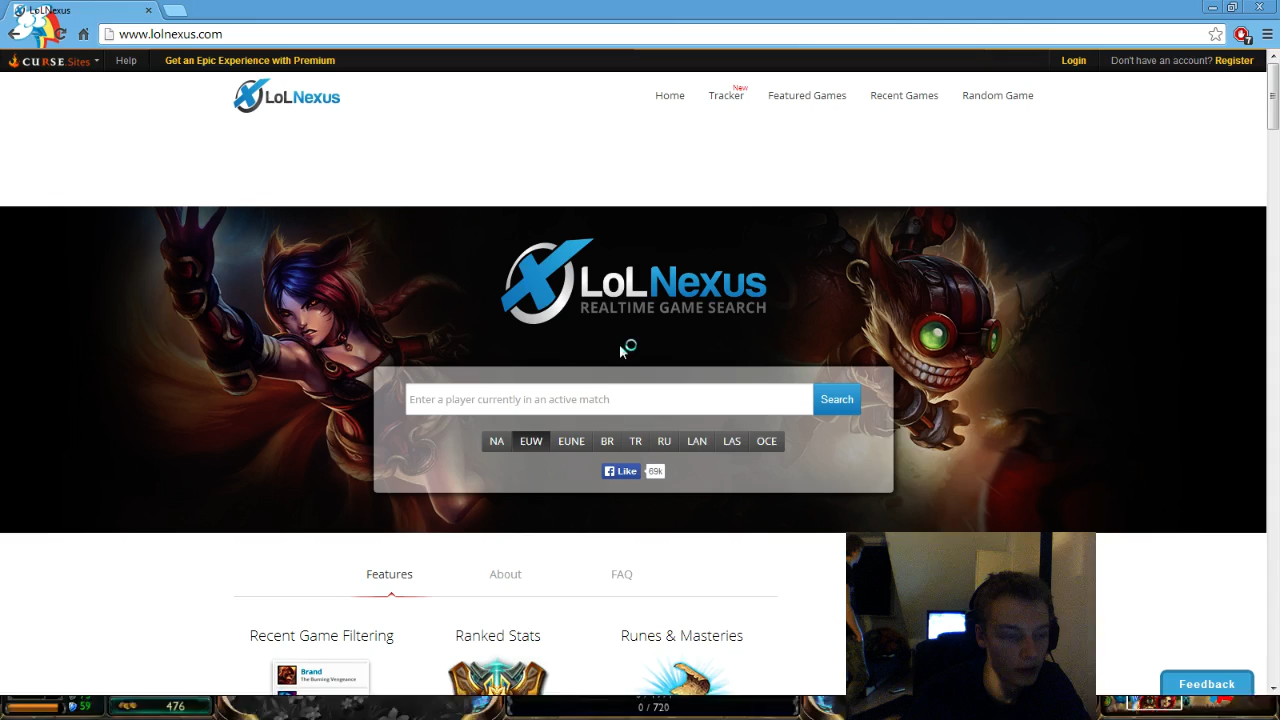 LoLNexus
www.lolnexus.com
CURSE.Sites Help Get an Epic Experience with Premium Login Don't have an account? Register
LoLNexus Home Tracker New Featured Games Recent Games Random Game
LoLNexus
REALTIME GAME SEARCH
Enter a player currently in an active match Search
NA EUW EUNE BR TR RU LAN LAS OCE
Like 69k
Features About FAQ
Recent Game Filtering Ranked Stats Runes & Masteries
Brand
The Burning Vengeance
Feedback
59 476 0 / 720